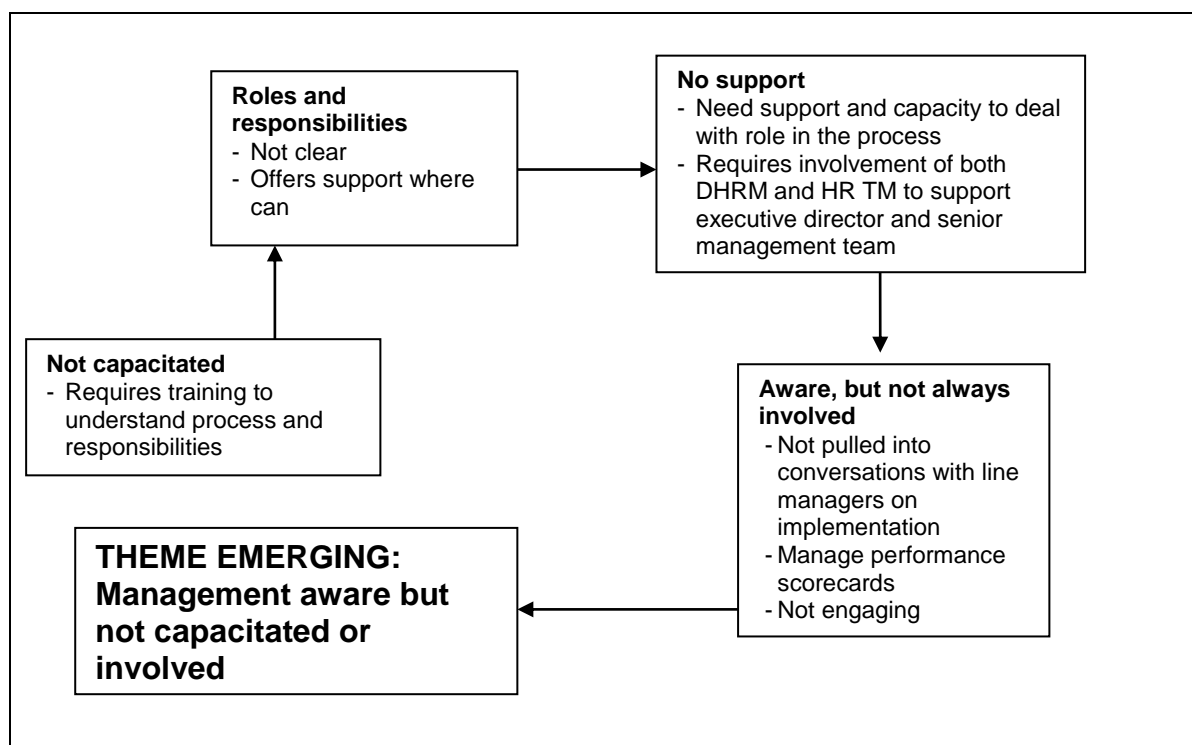 Not capacitated
- Requires training to
understand process and
responsibilities
Roles and
responsibilities
- Not clear
- Offers support where
can
No support
- Need support and capacity to deal
with role in the process
- Requires involvement of both
DHRM and HR TM to support
executive director and senior
management team
Aware, but not always
involved
- Not pulled into
conversations with line
managers on
implementation
- Manage performance
scorecards
- Not engaging
THEME EMERGING:
Management aware but
not capacitated or
involved